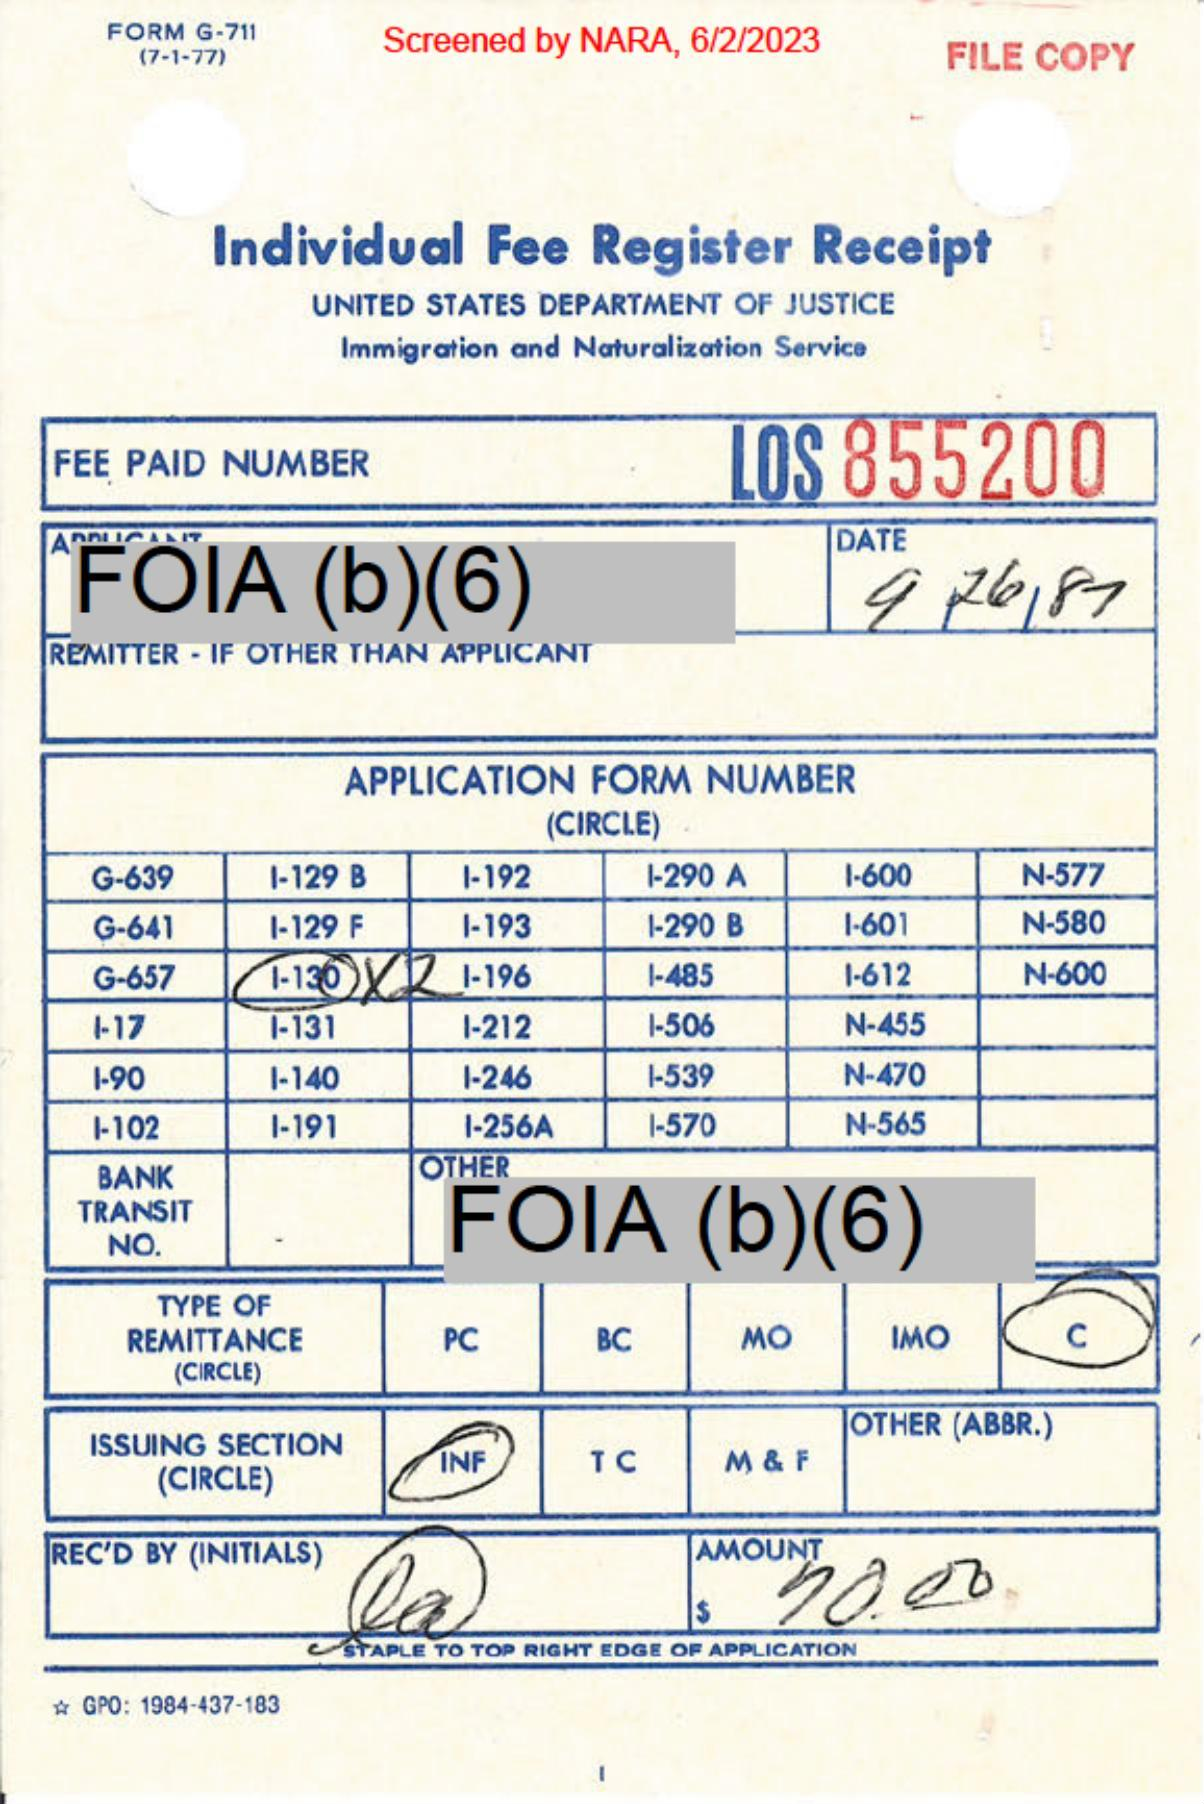 FORM G-711
(7-1-77)
Screened by NARA, 6/2/2023
FILE COPY
Individual Fee Register Receipt
UNITED STATES DEPARTMENT OF JUSTICE
Immigration and Naturalization Service
FEE PAID NUMBER LOS 855200
APPLICANT
FOIA (b)(6)
DATE
9/26/87
REMITTER - IF OTHER THAN APPLICANT
APPLICATION FORM NUMBER
(CIRCLE)
G-639 I-129 B I-192 I-290 A I-600 N-577
G-641 I-129 F I-193 I-290 B I-601 N-580
G-657 I-130 X2 I-196 I-485 I-612 N-600
I-17 I-131 I-212 I-506 N-455
I-90 I-140 I-246 I-539 N-470
I-102 I-191 I-256A I-570 N-565
BANK
TRANSIT
NO.
OTHER
FOIA (b)(6)
TYPE OF
REMITTANCE
(CIRCLE)
PC BC MO IMO C
ISSUING SECTION
(CIRCLE)
INF T C M & F
OTHER (ABBR.)
REC'D BY (INITIALS)
AMOUNT
$ 70.00
STAPLE TO TOP RIGHT EDGE OF APPLICATION
☆ GPO: 1984-437-183
1